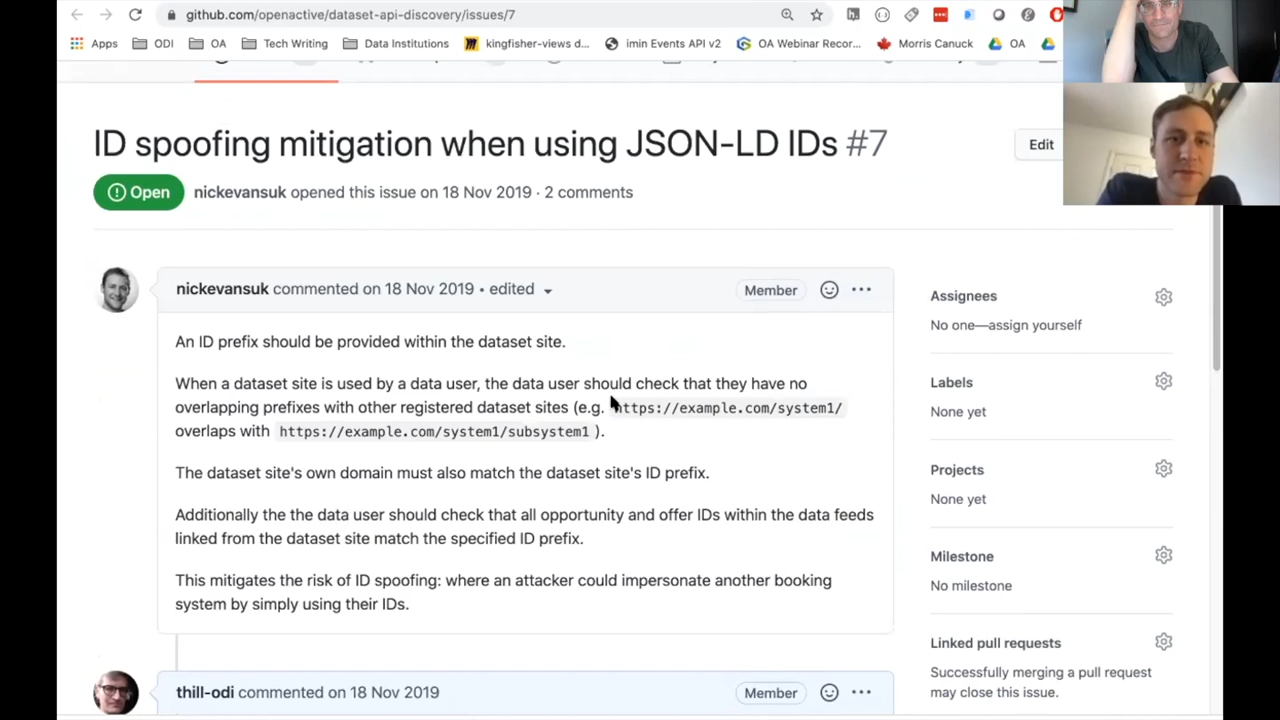 github.com/openactive/dataset-api-discovery/issues/7
Apps ODI OA Tech Writing Data Institutions kingfisher-views d... imin Events API v2 OA Webinar Recor... Morris Canuck OA
ID spoofing mitigation when using JSON-LD IDs #7
Edit
Open nickevansuk opened this issue on 18 Nov 2019 · 2 comments
nickevansuk commented on 18 Nov 2019 • edited
Member
An ID prefix should be provided within the dataset site.
When a dataset site is used by a data user, the data user should check that they have no
overlapping prefixes with other registered dataset sites (e.g. https://example.com/system1/
overlaps with https://example.com/system1/subsystem1 ).
The dataset site's own domain must also match the dataset site's ID prefix.
Additionally the the data user should check that all opportunity and offer IDs within the data feeds
linked from the dataset site match the specified ID prefix.
This mitigates the risk of ID spoofing: where an attacker could impersonate another booking
system by simply using their IDs.
thill-odi commented on 18 Nov 2019
Member
Assignees
No one—assign yourself
Labels
None yet
Projects
None yet
Milestone
No milestone
Linked pull requests
Successfully merging a pull request
may close this issue.